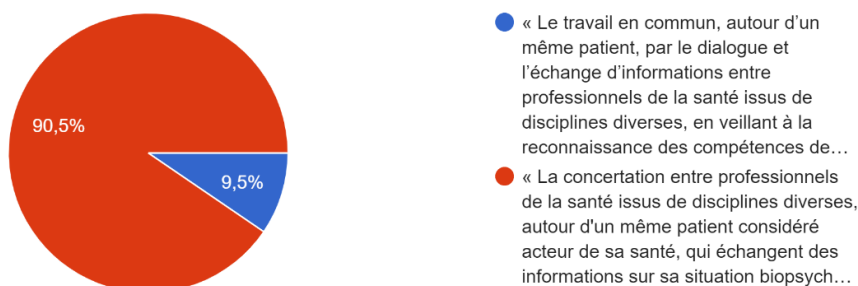 90,5%
9,5%
« Le travail en commun, autour d’un
même patient, par le dialogue et
l’échange d’informations entre
professionnels de la santé issus de
disciplines diverses, en veillant à la
reconnaissance des compétences de…
« La concertation entre professionnels
de la santé issus de disciplines diverses,
autour d'un même patient considéré
acteur de sa santé, qui échangent des
informations sur sa situation biopsych…